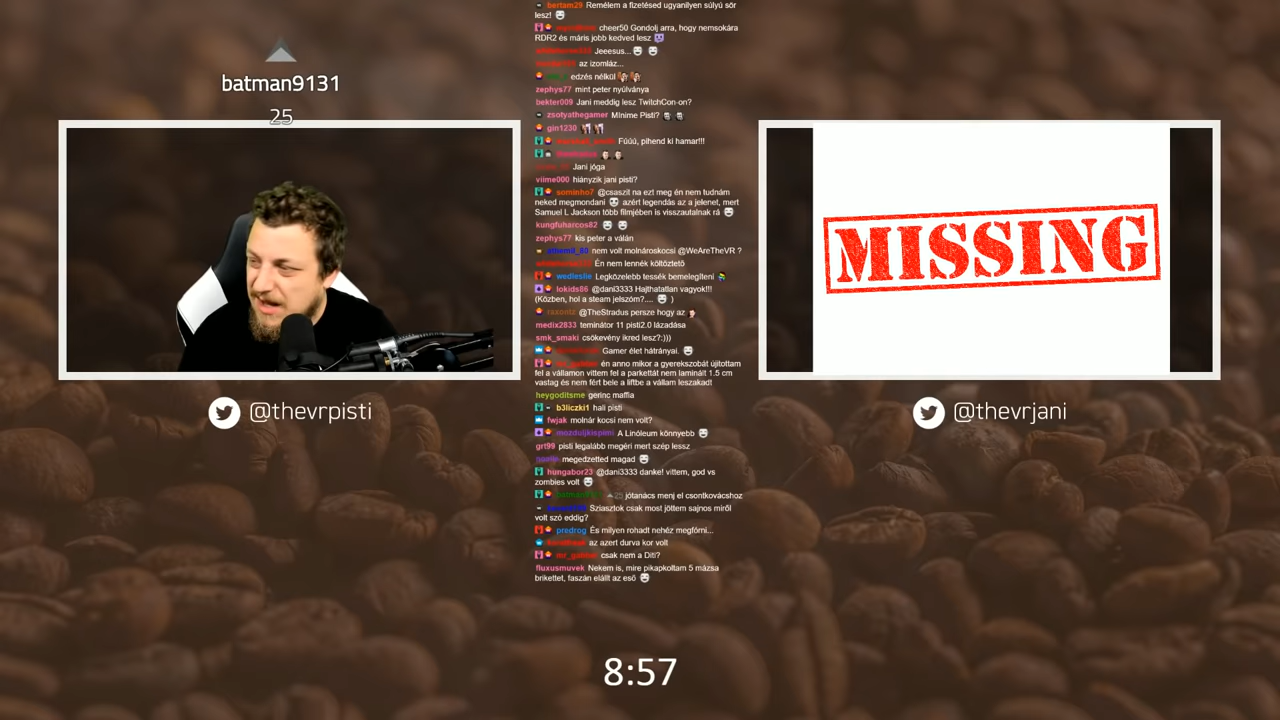 batman9131
25
@thevrpisti
bertam29 Remélem a fizetésed ugyanilyen súlyú sör
lesz!
cheer50 Gondolj arra, hogy nemsokára
RDR2 és máris jobb kedved lesz
Jeeesus...
az izomláz...
edzés nélkül
zephys77 mint peter nyúlványa
bekter009 Jani meddig lesz TwitchCon-on?
zsotyathegamer Mínime Pisti?
gin1230
Fűúú, pihend ki hamar!!!
Jani jóga
viime000 hiányzik jani pisti?
sominho7 @csaszit na ezt meg én nem tudnám
neked megmondani azért legendás az a jelenet, mert
Samuel L Jackson több filmjében is visszautalnak rá
kungfuharcos82
zephys77 kis peter a válán
nem volt molnároskocsi @WeAreTheVR ?
Én nem lennék költöztető
wedleslie Legközelebb tessék bemelegíteni
lokids86 @dani3333 Hajthatatlan vagyok!!!
(Közben, hol a steam jelszóm?.... )
@TheStradus persze hogy az
medix2833 teminátor 11 pisti2.0 lázadása
smk_smaki csökevény ikred lesz?:)))
Gamer élet hátrányai.
én anno mikor a gyerekszobát újitottam
fel a vállamon vittem fel a parkettát nem laminált 1.5 cm
vastag és nem fért bele a liftbe a vállam leszakadt
heygoditsme gerinc maffia
b3liczki1 hali pisti
fwjak molnár kocsi nem volt?
mozduljkispimi A Linóleum könnyebb
grt99 pisti legalább megéri mert szép lessz
megedzetted magad
hungabor23 @dani3333 danke! vittem, god vs
zombies volt
25 jótanács menj el csontkovácshoz
Sziasztok csak most jöttem sajnos miről
volt szó eddig?
predrog És milyen rohadt nehéz megfórni...
az azert durva kor volt
mr_gabber csak nem a Diti?
fluxusmuvek Nekem is, mire pikapkoltam 5 mázsa
brikettet, faszán elállt az eső
MISSING
@thevrjani
8:57